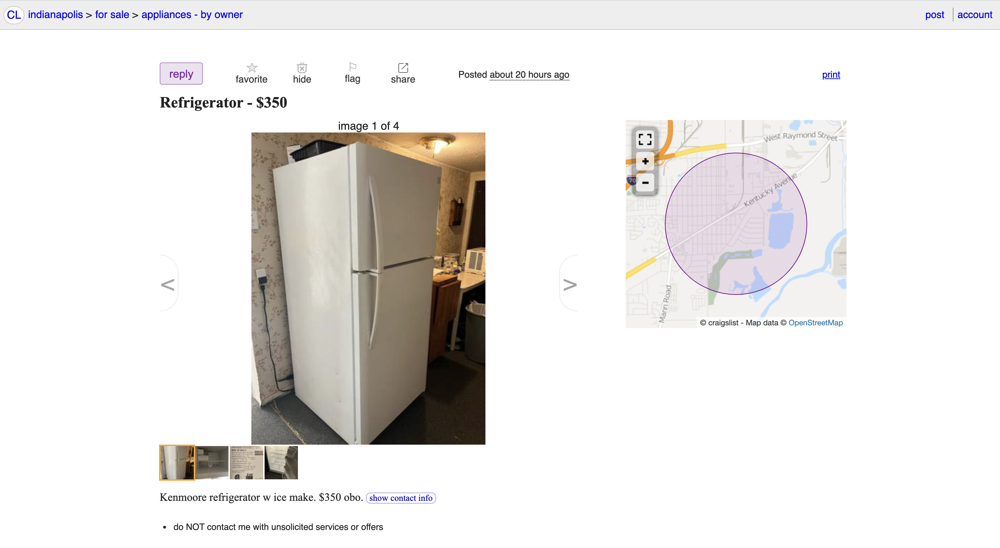 CL indianapolis > for sale > appliances - by owner post account
reply favorite hide flag share Posted about 20 hours ago print
Refrigerator - $350
image 1 of 4
West Raymond Street
+
70
−
Kentucky Avenue
< >
Mann Road
© craigslist - Map data © OpenStreetMap
Kenmoore refrigerator w ice make. $350 obo. show contact info
• do NOT contact me with unsolicited services or offers